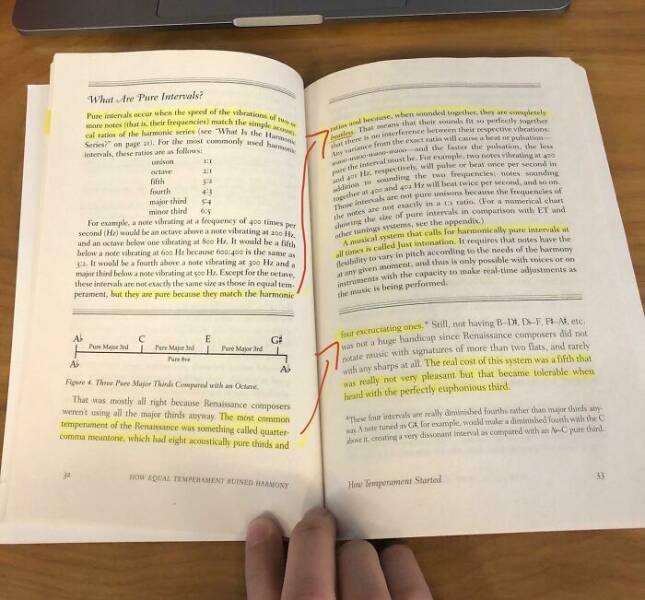 What Are Pure Intervals?
Pure intervals occur when the speed of the vibrations of two or
more notes (that is, their frequencies) match the simple acousti-
cal ratios of the harmonic series (see "What Is the Harmonic
Series?" on page 21). For the most commonly used harmonic
intervals, these ratios are as follows:
unison 1:1
octave 2:1
fifth 3:2
fourth 4:3
major third 5:4
minor third 6:5
For example, a note vibrating at a frequency of 400 times per
second (Hz) would be an octave above a note vibrating at 200 Hz,
and an octave below one vibrating at 800 Hz. It would be a fifth
below a note vibrating at 600 Hz because 600:400 is the same as
3:2. It would be a fourth above a note vibrating at 300 Hz and a
major third below a note vibrating at 500 Hz. Except for the octave,
these intervals are not exactly the same size as those in equal tem-
perament, but they are pure because they match the harmonic
A♭ C E G♯
Pure Major 3rd Pure Major 3rd Pure Major 3rd
Pure 8ve
A♭ A♭
Figure 4. Three Pure Major Thirds Compared with an Octave.
That was mostly all right because Renaissance composers
weren't using all the major thirds anyway. The most common
temperament of the Renaissance was something called quarter-
comma meantone, which had eight acoustically pure thirds and
32 HOW EQUAL TEMPERAMENT RUINED HARMONY
ratios and because, when sounded together, they are completely
beatless. That means that their sounds fit so perfectly together
that there is no interference between their respective vibrations:
Any variance from the exact ratio will cause a beat or pulsation—
wauo-wauo-wauo-wauo—and the faster the pulsation, the less
pure the interval must be. For example, two notes vibrating at 400
and 401 Hz, respectively, will pulse or beat once per second in
addition to sounding the two frequencies; notes sounding
together at 400 and 402 Hz will beat twice per second, and so on.
Those intervals are not pure unisons because the frequencies of
the notes are not exactly in a 1:1 ratio. (For a numerical chart
showing the size of pure intervals in comparison with ET and
other tuning systems, see the appendix.)
A musical system that calls for harmonically pure intervals at
all times is called Just intonation. It requires that notes have the
flexibility to vary in pitch according to the needs of the harmony
at any given moment, and thus is only possible with voices or on
instruments with the capacity to make real-time adjustments as
the music is being performed.
four excruciating ones.* Still, not having B–D♯, D♭–F, F♯–A♯, etc.
was not a huge handicap since Renaissance composers did not
notate music with signatures of more than two flats, and rarely
with any sharps at all. The real cost of this system was a fifth that
was really not very pleasant but that became tolerable when
heard with the perfectly euphonious third.
*These four intervals are really diminished fourths rather than major thirds any-
way. A note tuned as G♯, for example, would make a diminished fourth with the C
above it, creating a very dissonant interval as compared with an A♭–C pure third.
How Temperament Started 33